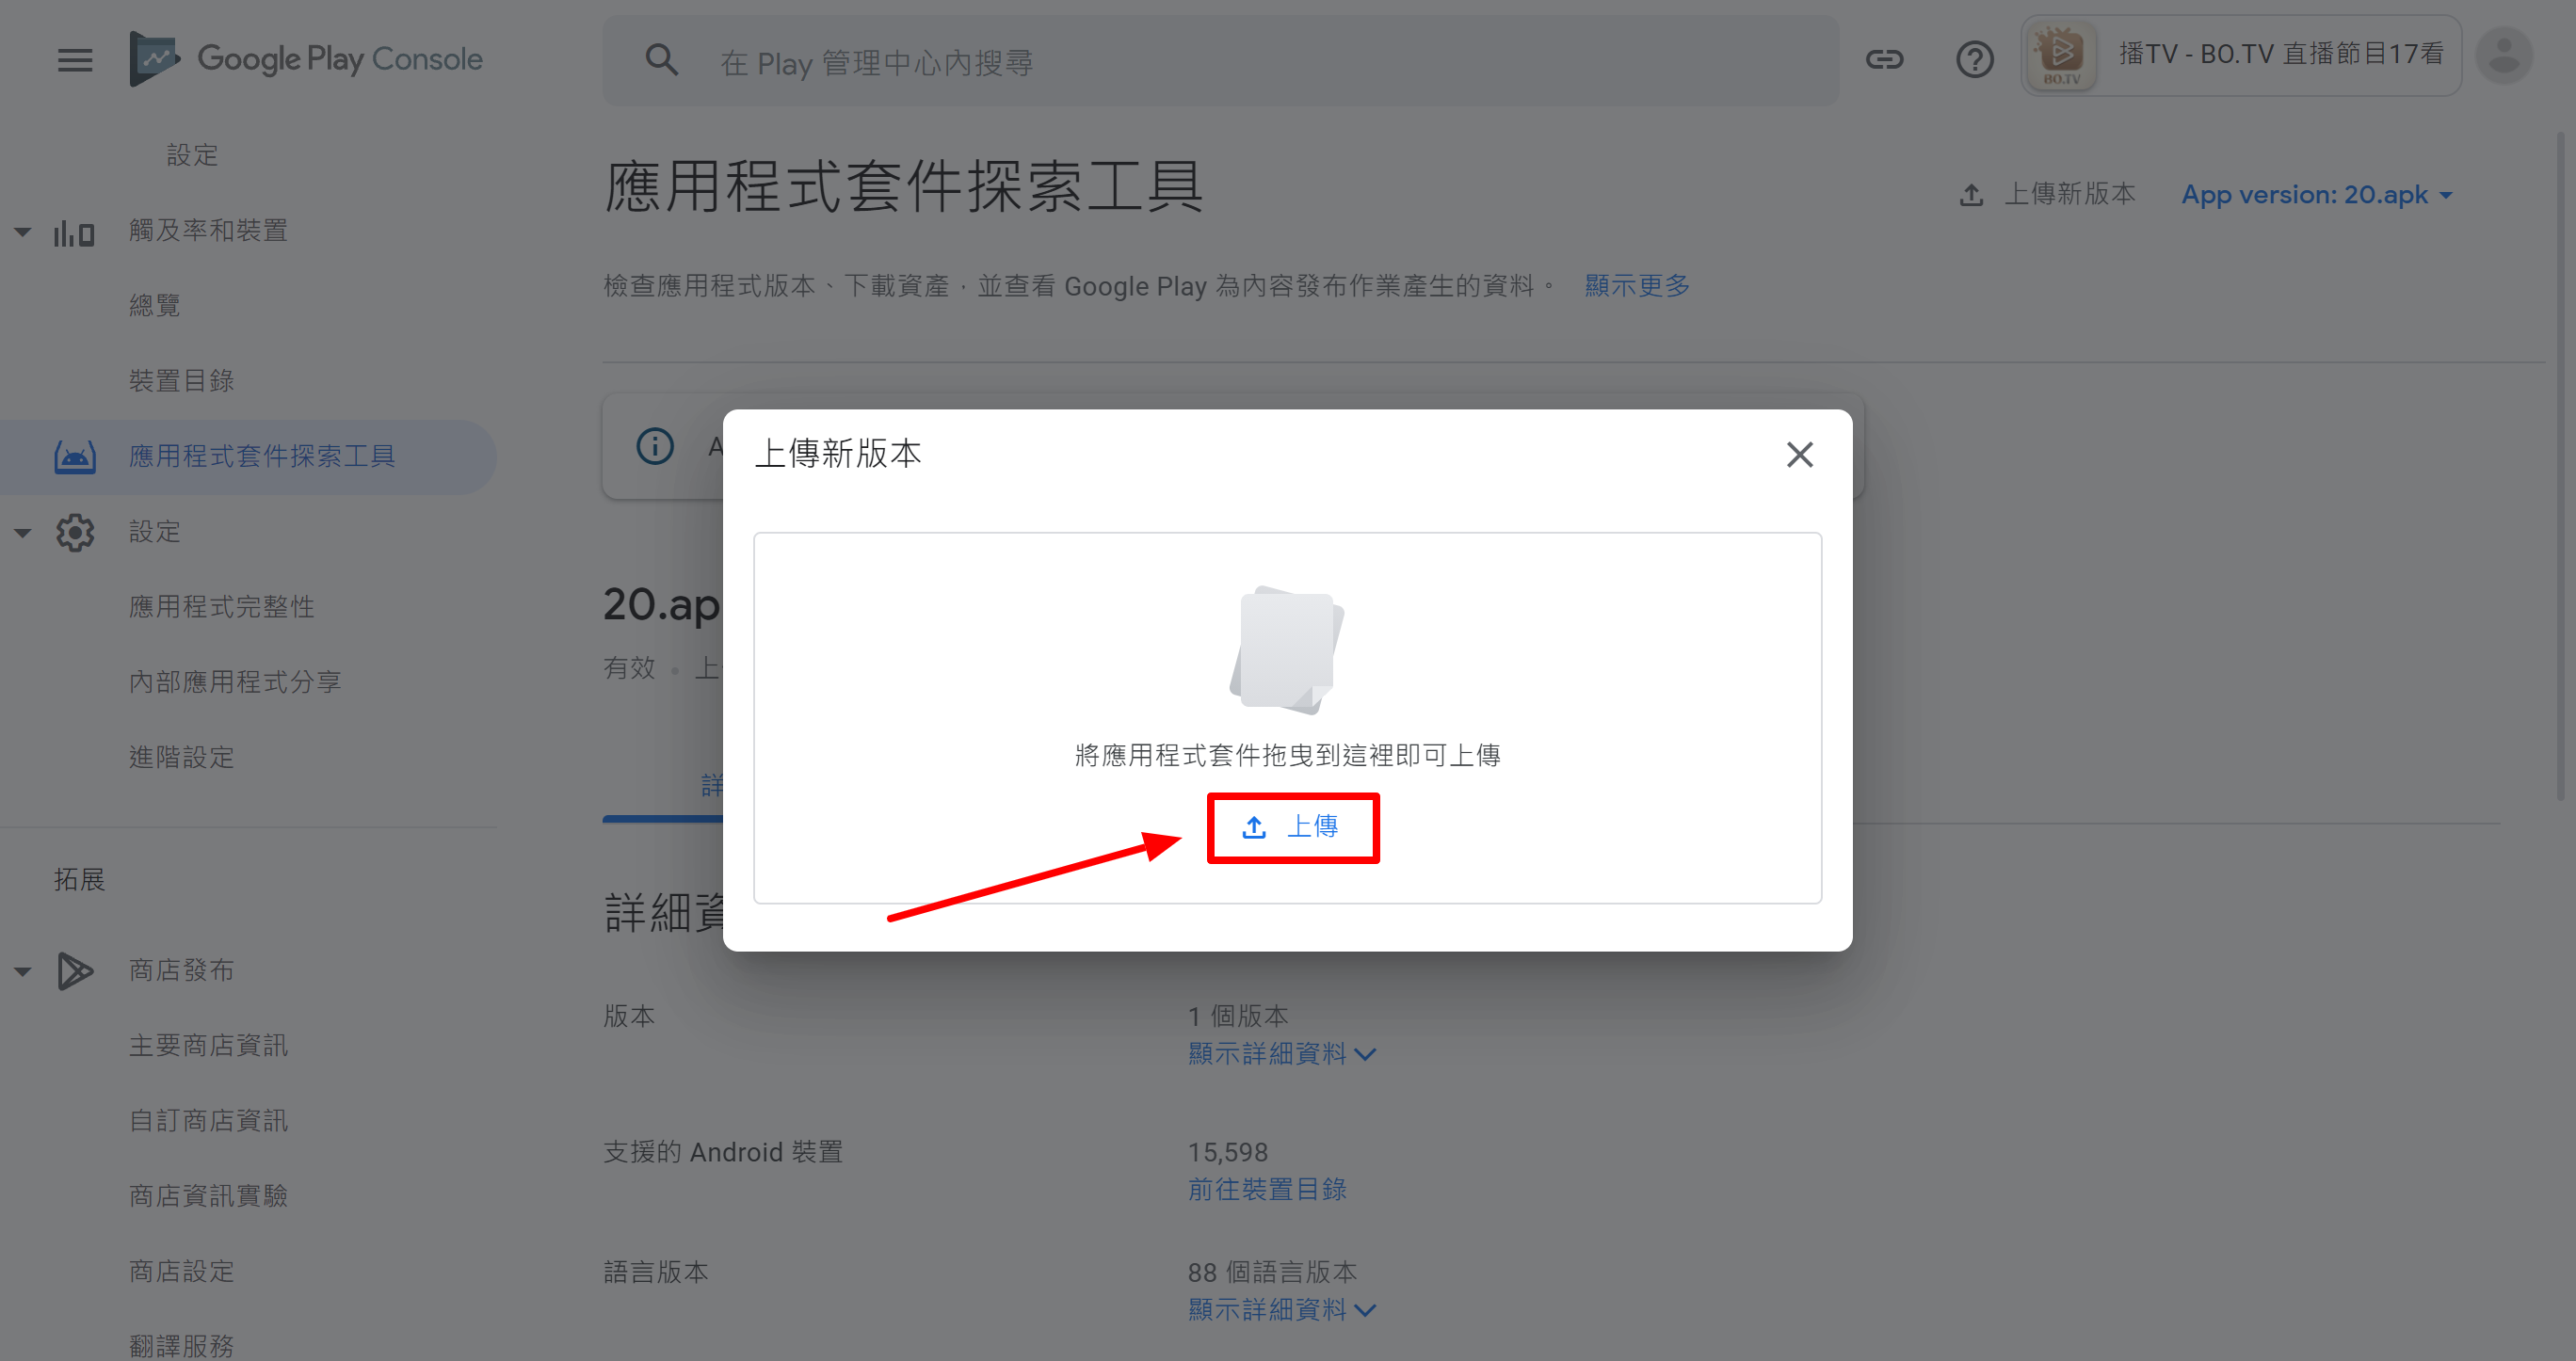 Google Play Console
在 Play 管理中心內搜尋
BO.TV
播TV - BO.TV 直播節目17看
設定
觸及率和裝置
總覽
裝置目錄
應用程式套件探索工具
設定
應用程式完整性
內部應用程式分享
進階設定
拓展
商店發布
主要商店資訊
自訂商店資訊
商店資訊實驗
商店設定
翻譯服務
應用程式套件探索工具
上傳新版本
App version: 20.apk
檢查應用程式版本、下載資產，並查看 Google Play 為內容發布作業產生的資料。 顯示更多
A
上傳新版本
將應用程式套件拖曳到這裡即可上傳
上傳
20.ap
有效 • 上
詳
詳細資
版本
1 個版本
顯示詳細資料
支援的 Android 裝置
15,598
前往裝置目錄
語言版本
88 個語言版本
顯示詳細資料